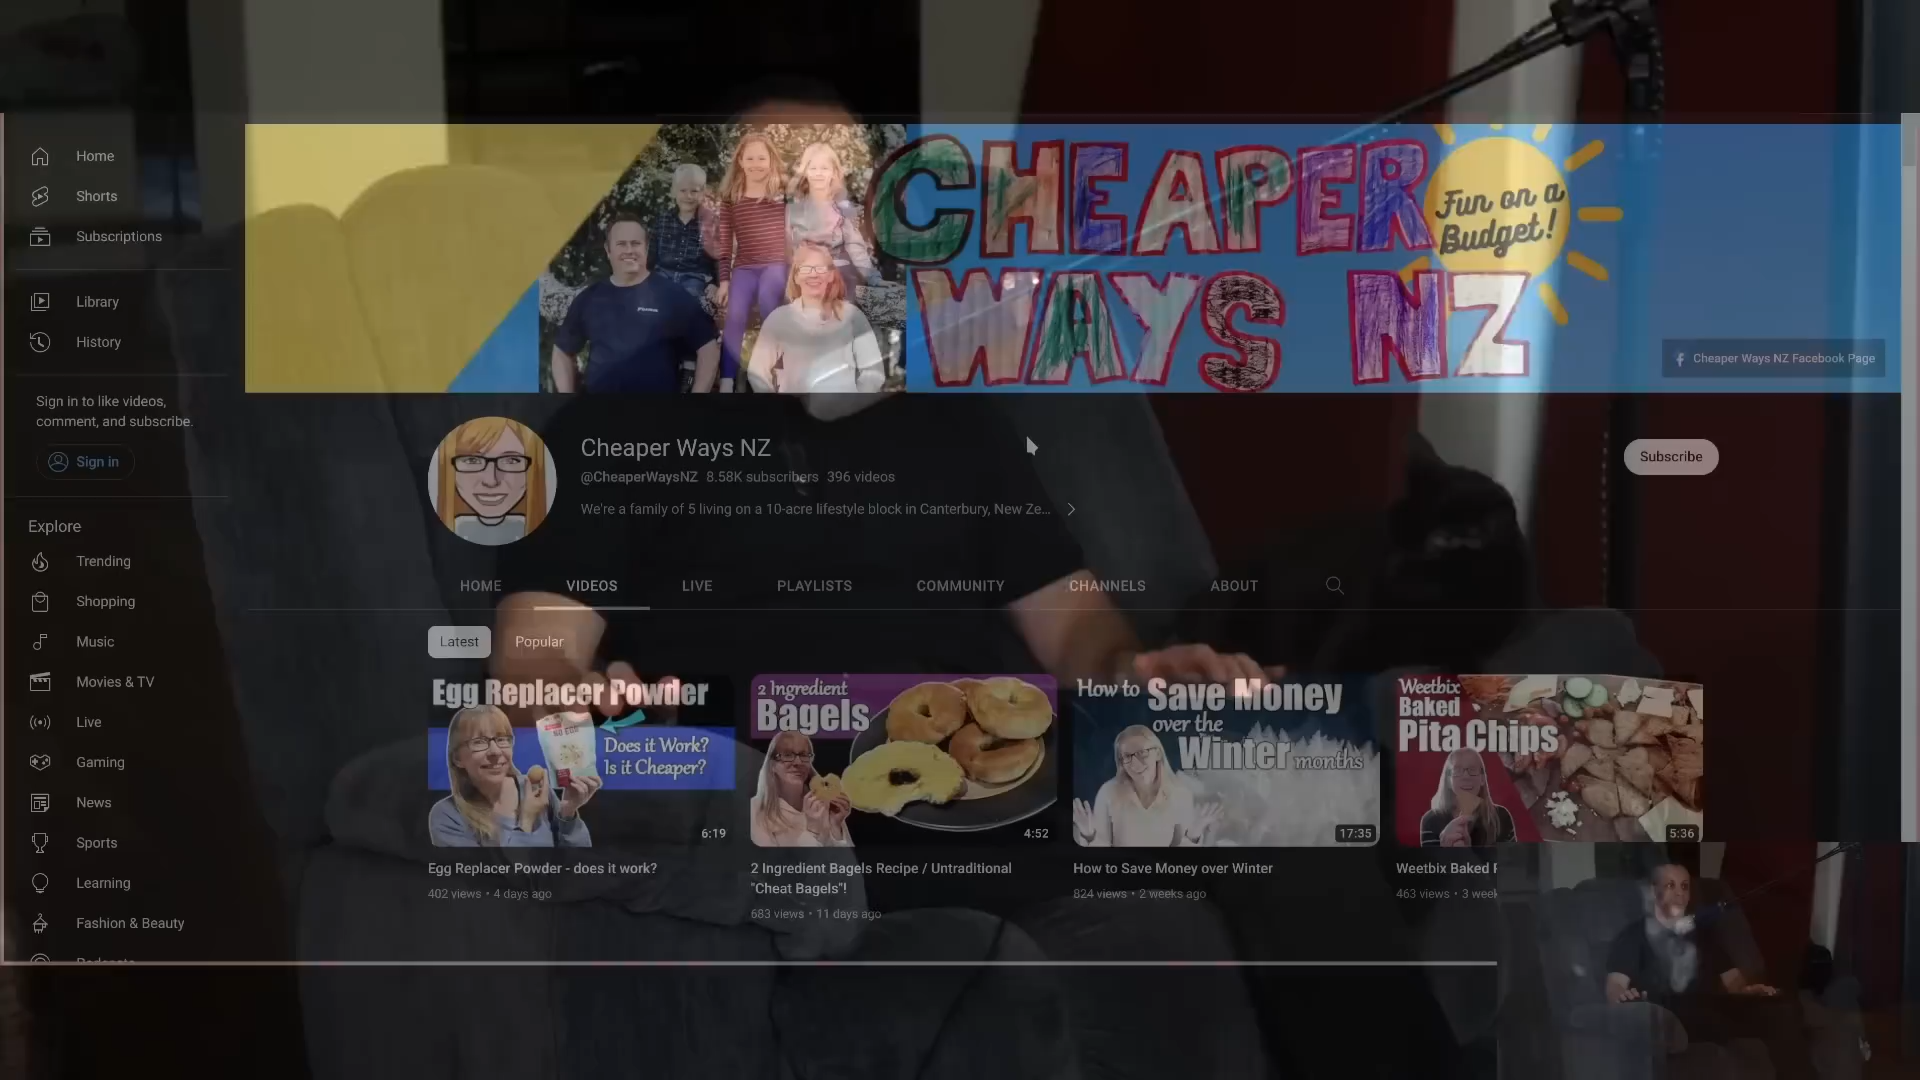 Home
Shorts
Subscriptions
Library
History
Sign in to like videos,
comment, and subscribe.
Sign in
Explore
Trending
Shopping
Music
Movies & TV
Live
Gaming
News
Sports
Learning
Fashion & Beauty
CHEAPER
WAYS NZ
Fun on a
Budget!
Cheaper Ways NZ Facebook Page
Cheaper Ways NZ
@CheaperWaysNZ 8.58K subscribers 396 videos
We're a family of 5 living on a 10-acre lifestyle block in Canterbury, New Ze...
Subscribe
HOME VIDEOS LIVE PLAYLISTS COMMUNITY CHANNELS ABOUT
Latest Popular
Egg Replacer Powder
Does it Work?
Is it Cheaper?
6:19
Egg Replacer Powder - does it work?
402 views • 4 days ago
2 Ingredient
Bagels
4:52
2 Ingredient Bagels Recipe / Untraditional
"Cheat Bagels"!
683 views • 11 days ago
How to Save Money
over the
Winter months
17:35
How to Save Money over Winter
824 views • 2 weeks ago
Weetbix
Baked
Pita Chips
5:36
Weetbix Baked
463 views • 3 week